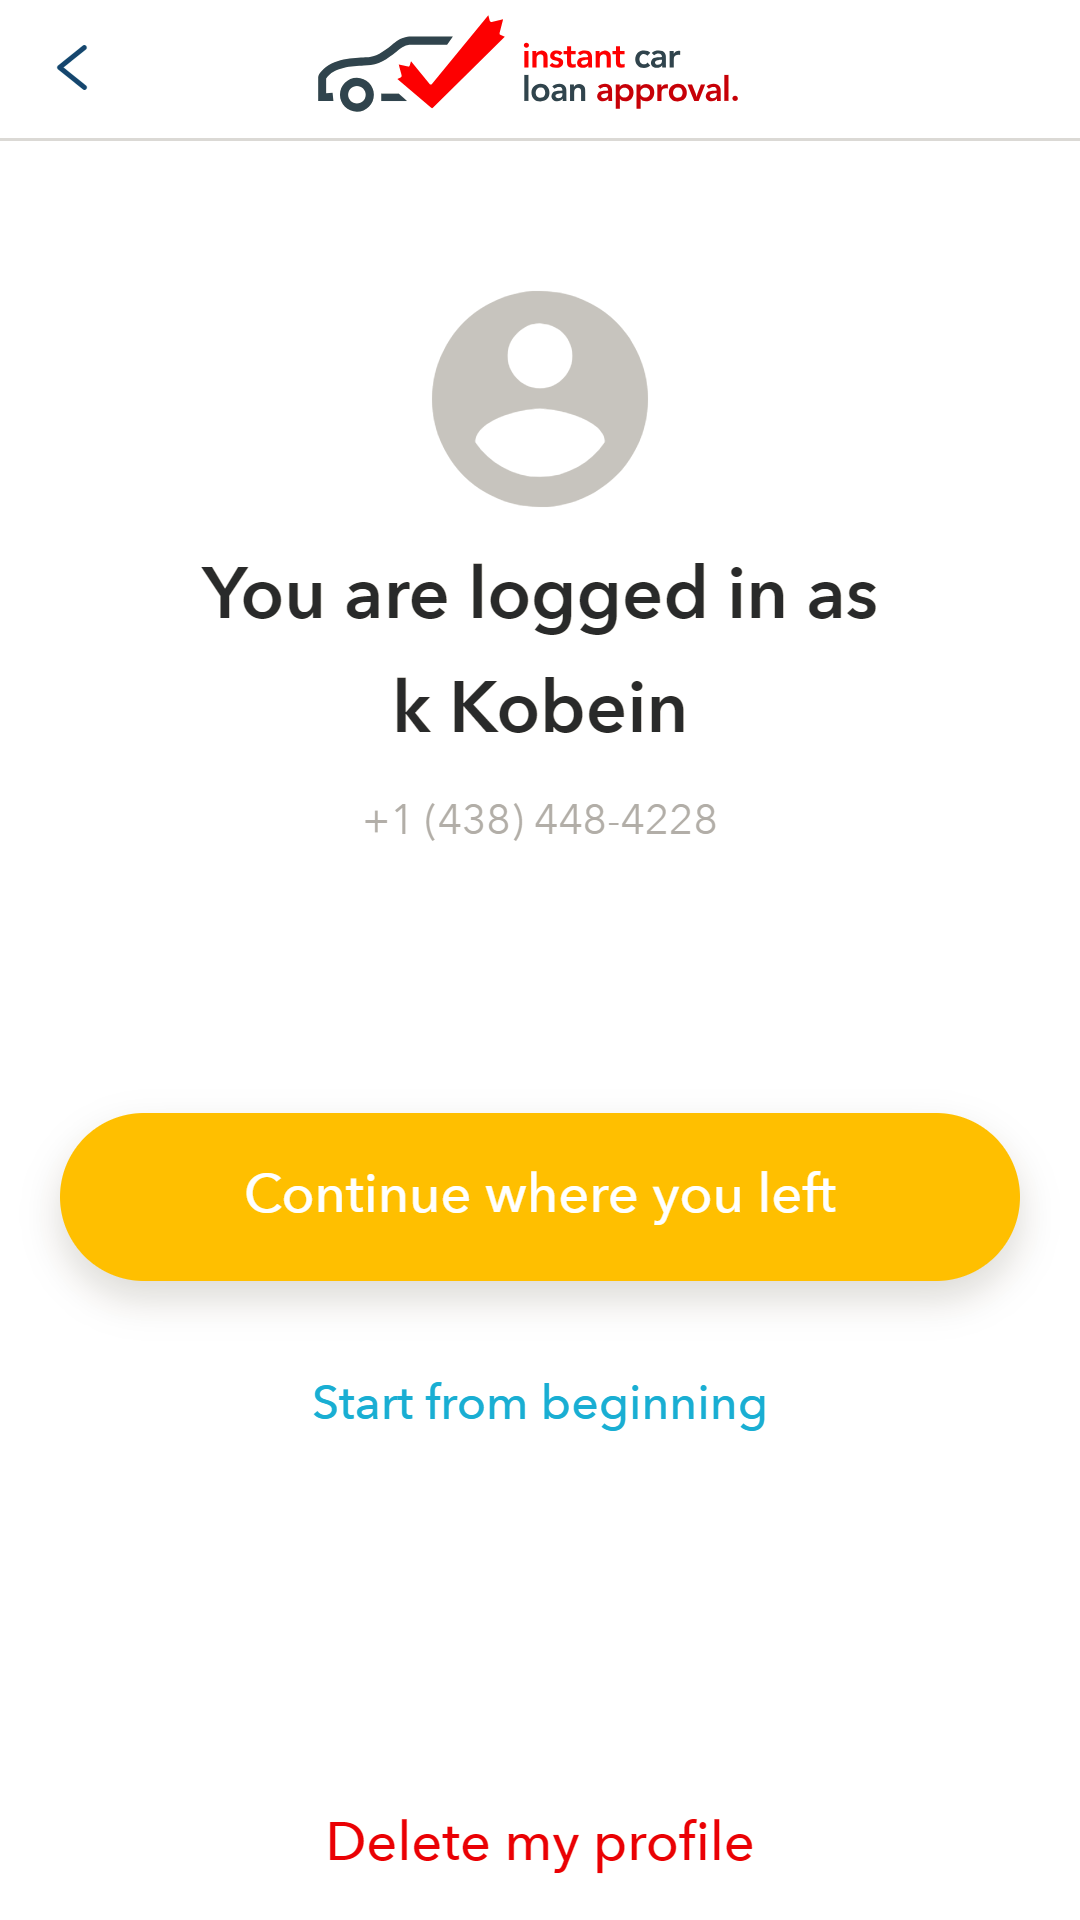 instant car
loan approval.
You are logged in as
k Kobein
+1 (438) 448-4228
Continue where you left
Start from beginning
Delete my profile